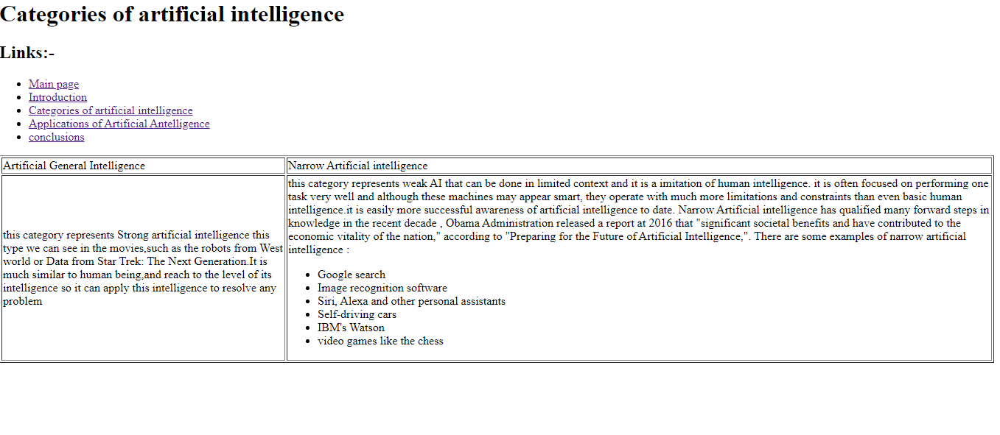 Categories of artificial intelligence
Links:-
Main page
Introduction
Categories of artificial intelligence
Applications of Artificial Antelligence
conclusions
Artificial General Intelligence
Narrow Artificial intelligence
this category represents Strong artificial intelligence this
type we can see in the movies,such as the robots from West
world or Data from Star Trek: The Next Generation.It is
much similar to human being,and reach to the level of its
intelligence so it can apply this intelligence to resolve any
problem
this category represents weak AI that can be done in limited context and it is a imitation of human intelligence. it is often focused on performing one
task very well and although these machines may appear smart, they operate with much more limitations and constraints than even basic human
intelligence.it is easily more successful awareness of artificial intelligence to date. Narrow Artificial intelligence has qualified many forward steps in
knowledge in the recent decade , Obama Administration released a report at 2016 that "significant societal benefits and have contributed to the
economic vitality of the nation," according to "Preparing for the Future of Artificial Intelligence,". There are some examples of narrow artificial
intelligence :
Google search
Image recognition software
Siri, Alexa and other personal assistants
Self-driving cars
IBM's Watson
video games like the chess